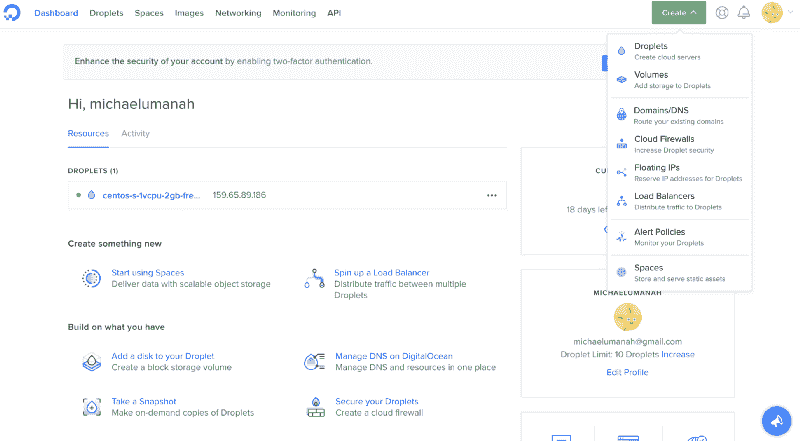 Dashboard Droplets Spaces Images Networking Monitoring API
Create
Enhance the security of your account by enabling two-factor authentication.
Hi, michaelumanah
Resources Activity
DROPLETS (1)
centos-s-1vcpu-2gb-fre... 159.65.89.186
Create something new
Start using Spaces
Deliver data with scalable object storage
Spin up a Load Balancer
Distribute traffic between multiple
Droplets
Build on what you have
Add a disk to your Droplet
Create a block storage volume
Manage DNS on DigitalOcean
Manage DNS and resources in one place
Take a Snapshot
Make on-demand copies of Droplets
Secure your Droplets
Create a cloud firewall
Droplets
Create cloud servers
Volumes
Add storage to Droplets
Domains/DNS
Route your existing domains
Cloud Firewalls
Increase Droplet security
Floating IPs
Reserve IP addresses for Droplets
Load Balancers
Distribute traffic to Droplets
Alert Policies
Monitor your Droplets
Spaces
Store and serve static assets
CU
18 days
MICHAELUMANAH
michaelumanah@gmail.com
Droplet Limit: 10 Droplets Increase
Edit Profile